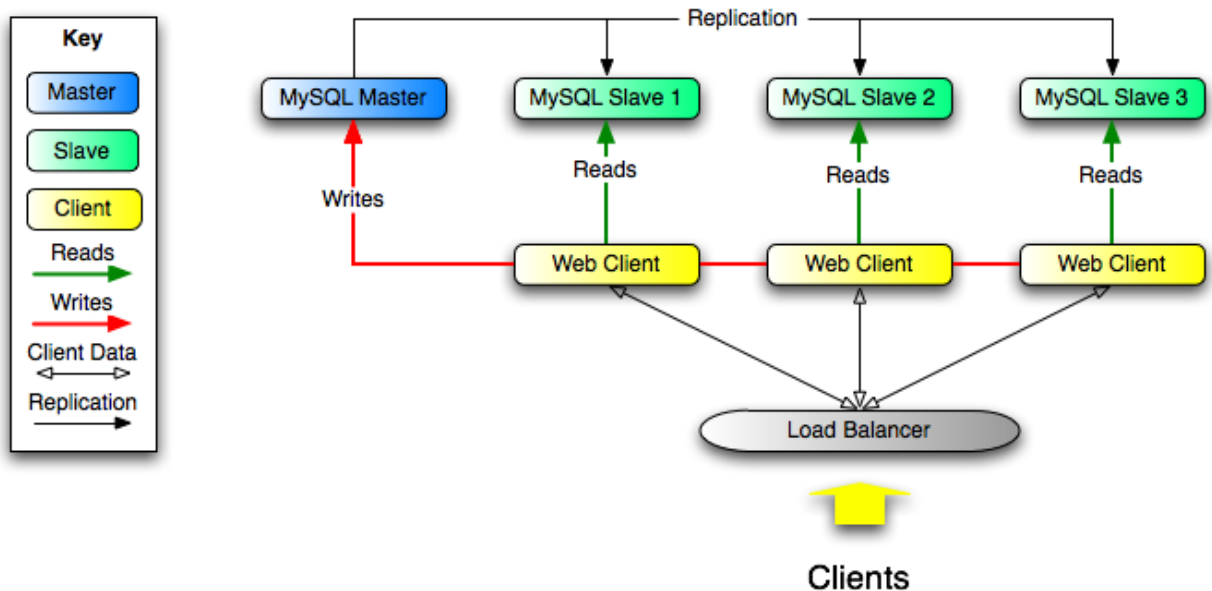 Key
Master
Slave
Client
Reads
Writes
Client Data
Replication
Replication
MySQL Master
MySQL Slave 1
MySQL Slave 2
MySQL Slave 3
Writes
Reads
Reads
Reads
Web Client
Web Client
Web Client
Load Balancer
Clients